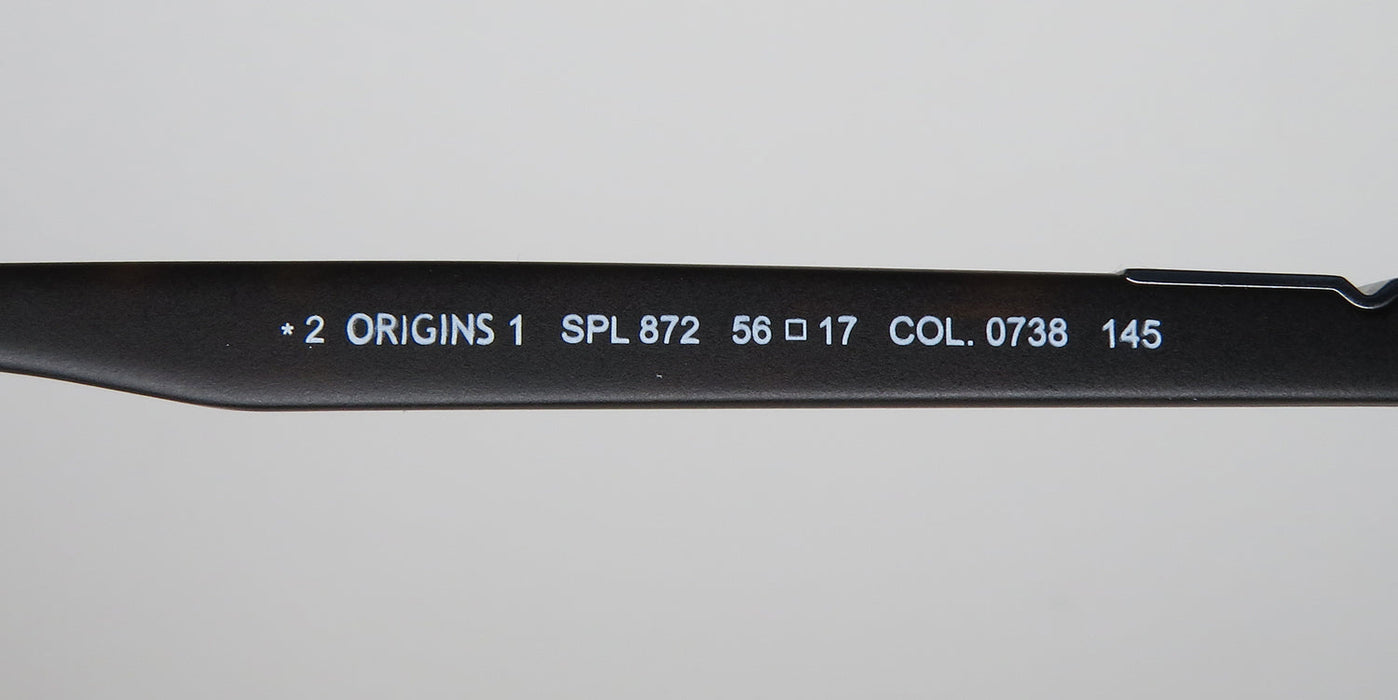 * 2 ORIGINS 1 SPL 872 56 □ 17 COL. 0738 145